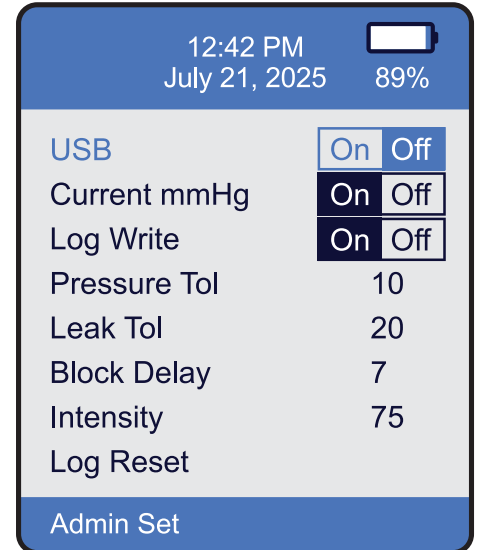 12:42 PM
July 21, 2025 89%
USB On Off
Current mmHg On Off
Log Write On Off
Pressure Tol 10
Leak Tol 20
Block Delay 7
Intensity 75
Log Reset
Admin Set